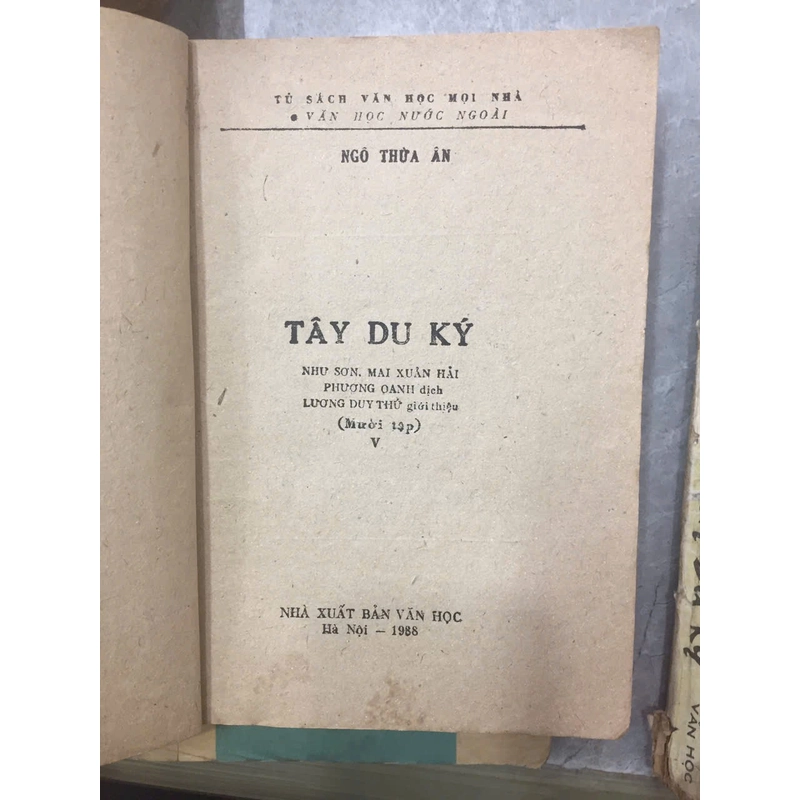 TỦ SÁCH VĂN HỌC MỌI NHÀ
● VĂN HỌC NƯỚC NGOÀI
NGÔ THỪA ÂN
TÂY DU KÝ
NHƯ SƠN, MAI XUÂN HẢI
PHƯƠNG OANH dịch
LƯƠNG DUY THỨ giới thiệu
(Mười tập)
V
NHÀ XUẤT BẢN VĂN HỌC
Hà Nội — 1988
VĂN HỌC